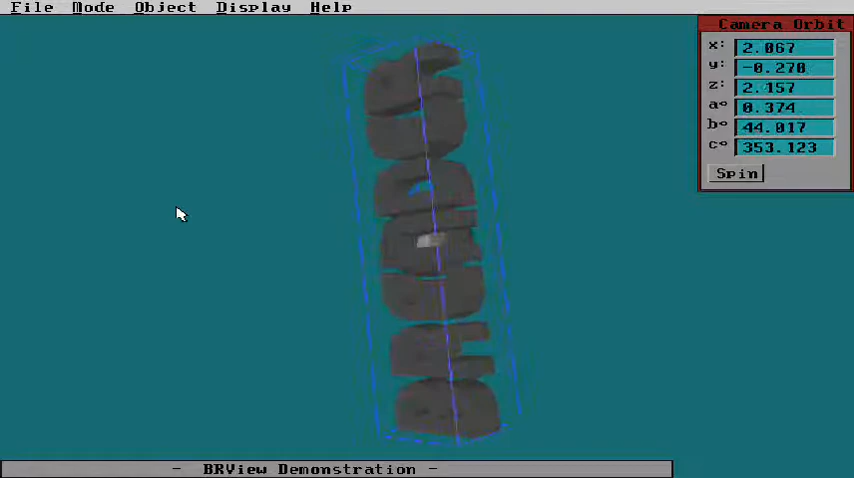 File Mode Object Display Help
Camera Orbit
x: 2.067
y: -0.270
z: 2.157
a° 0.374
b° 44.017
c° 353.123
Spin
- BRView Demonstration -